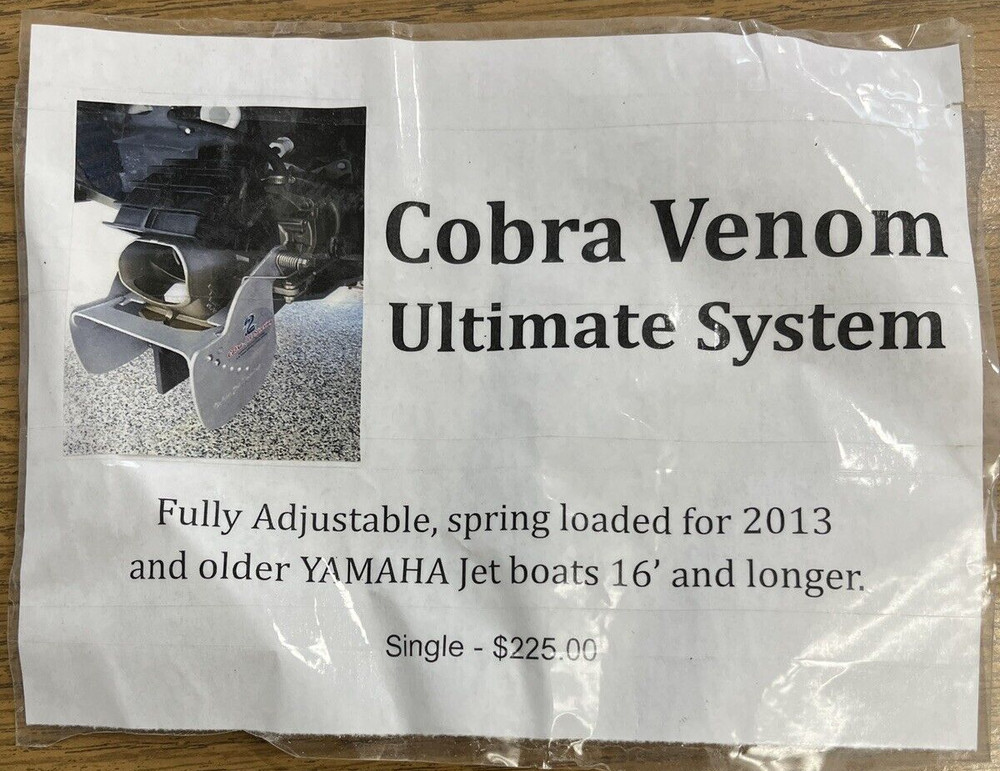 Cobra Venom
Ultimate System
Fully Adjustable, spring loaded for 2013
and older YAMAHA Jet boats 16’ and longer.
Single - $225.00